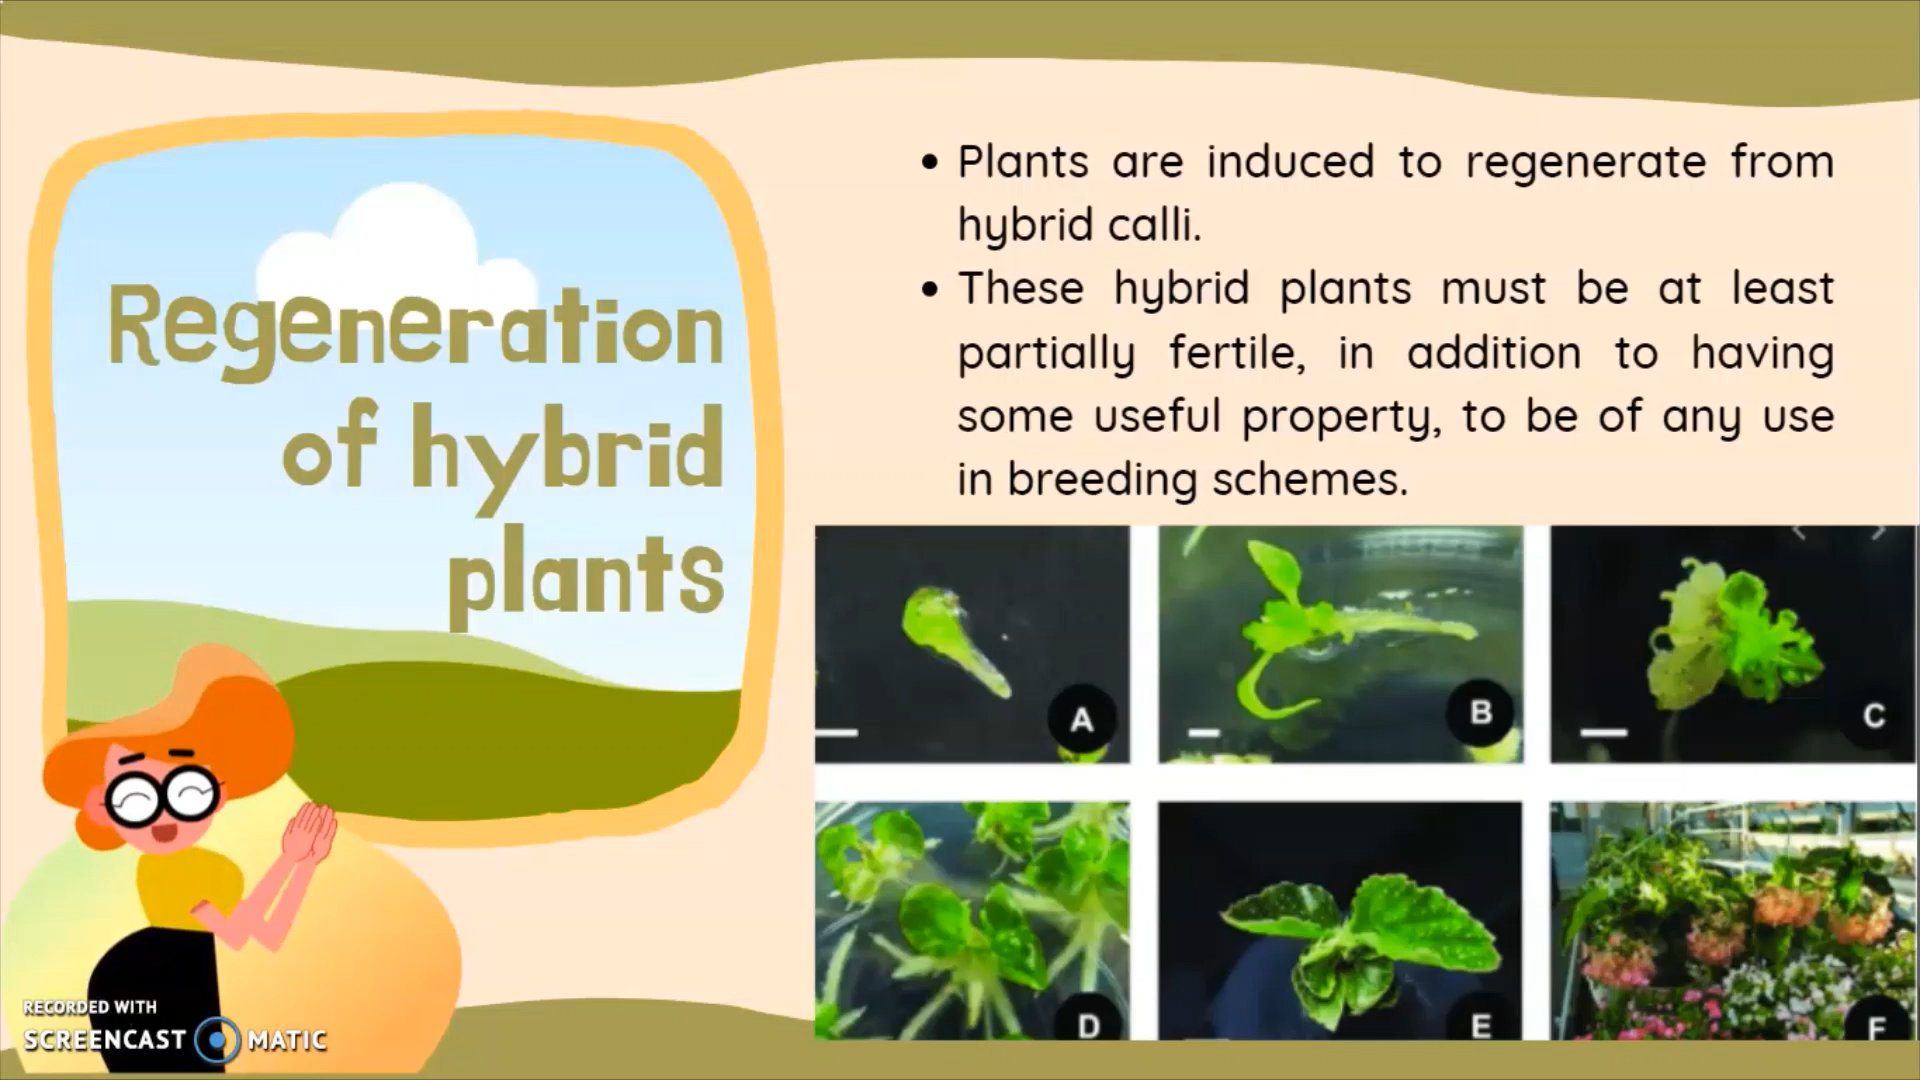 Regeneration
of hybrid
plants
• Plants are induced to regenerate from
hybrid calli.
• These hybrid plants must be at least
partially fertile, in addition to having
some useful property, to be of any use
in breeding schemes.
A
B
C
D
E
F
RECORDED WITH
SCREENCAST MATIC